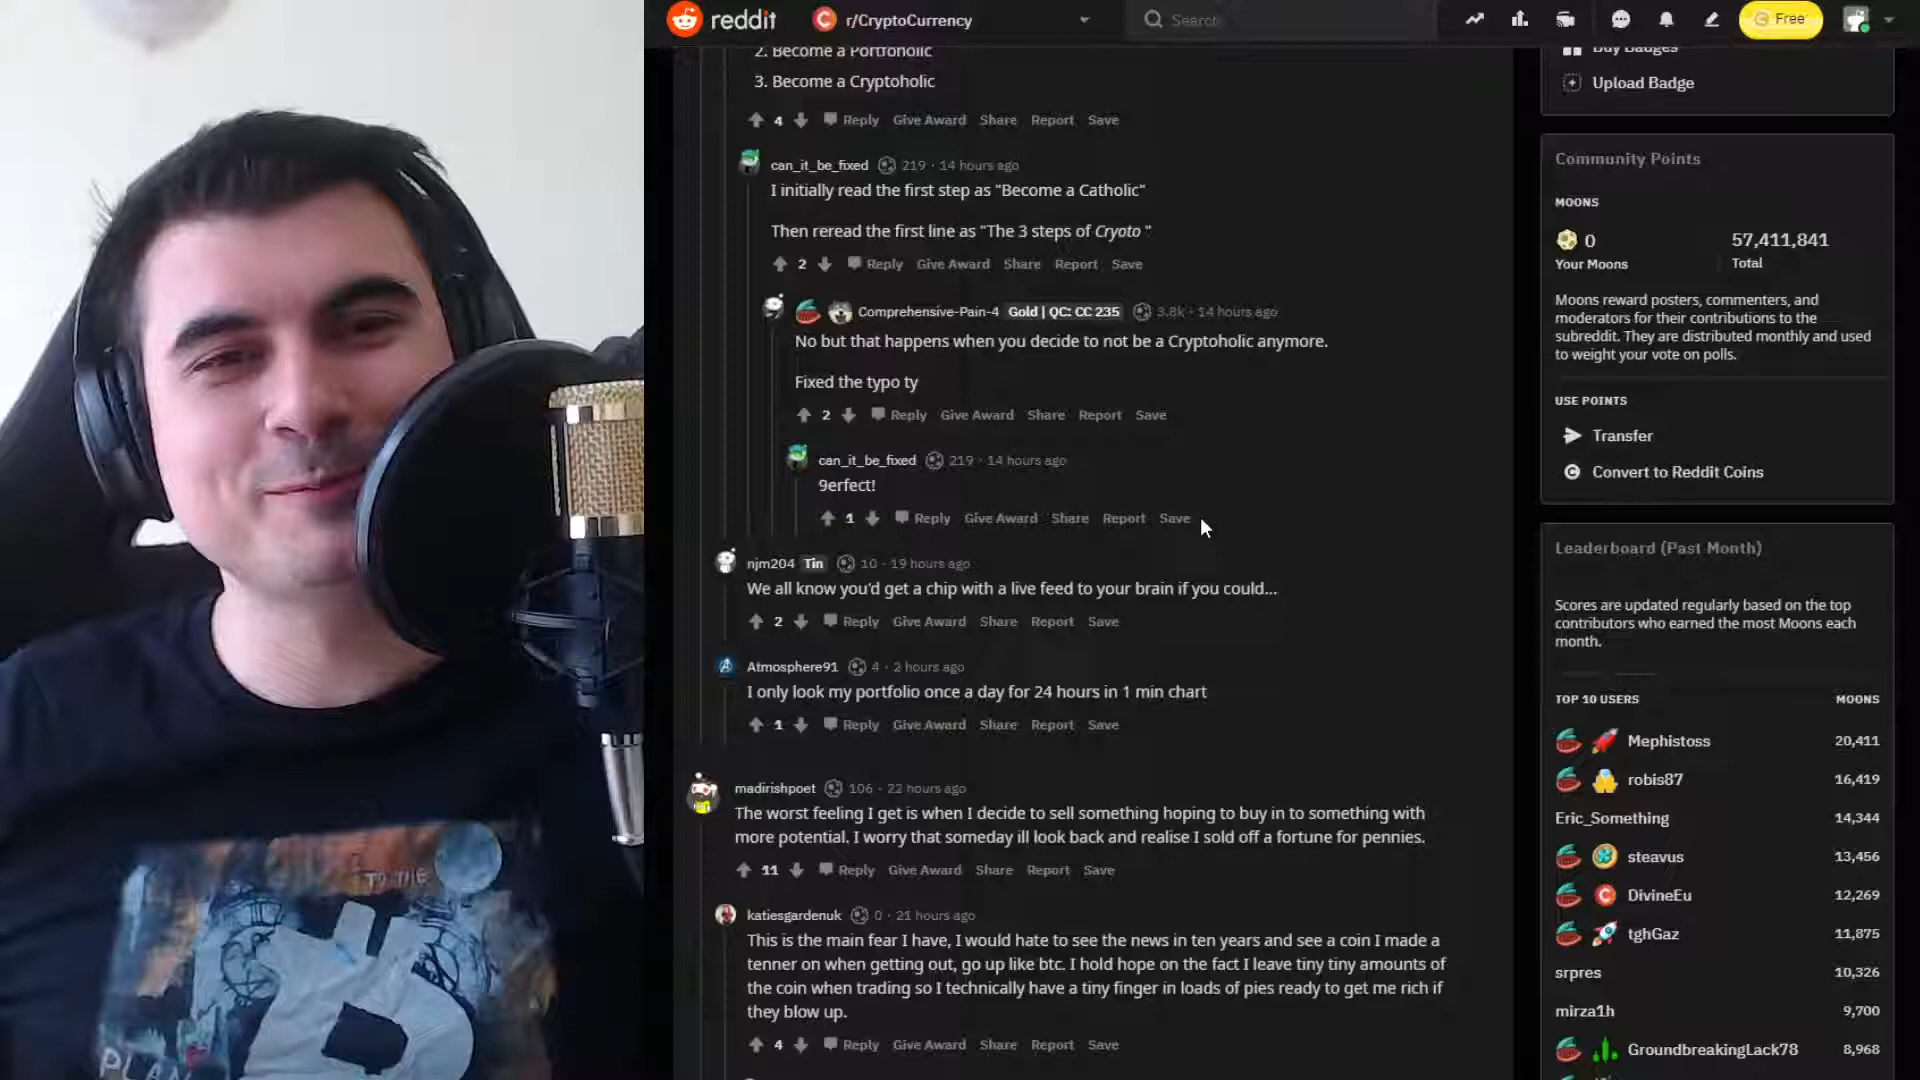 reddit
r/CryptoCurrency
Search
Free
2. Become a Portfoholic
3. Become a Cryptoholic
4 Reply Give Award Share Report Save
can_it_be_fixed 219 · 14 hours ago
I initially read the first step as "Become a Catholic"
Then reread the first line as "The 3 steps of Cryoto "
2 Reply Give Award Share Report Save
Comprehensive-Pain-4 Gold | QC: CC 235 3.8k · 14 hours ago
No but that happens when you decide to not be a Cryptoholic anymore.
Fixed the typo ty
2 Reply Give Award Share Report Save
can_it_be_fixed 219 · 14 hours ago
9erfect!
1 Reply Give Award Share Report Save
njm204 Tin 10 · 19 hours ago
We all know you'd get a chip with a live feed to your brain if you could...
2 Reply Give Award Share Report Save
Atmosphere91 4 · 2 hours ago
I only look my portfolio once a day for 24 hours in 1 min chart
1 Reply Give Award Share Report Save
madirishpoet 106 · 22 hours ago
The worst feeling I get is when I decide to sell something hoping to buy in to something with
more potential. I worry that someday ill look back and realise I sold off a fortune for pennies.
11 Reply Give Award Share Report Save
katiesgardenuk 0 · 21 hours ago
This is the main fear I have, I would hate to see the news in ten years and see a coin I made a
tenner on when getting out, go up like btc. I hold hope on the fact I leave tiny tiny amounts of
the coin when trading so I technically have a tiny finger in loads of pies ready to get me rich if
they blow up.
4 Reply Give Award Share Report Save
Buy Badges
Upload Badge
Community Points
MOONS
0 57,411,841
Your Moons Total
Moons reward posters, commenters, and
moderators for their contributions to the
subreddit. They are distributed monthly and used
to weight your vote on polls.
USE POINTS
Transfer
Convert to Reddit Coins
Leaderboard (Past Month)
Scores are updated regularly based on the top
contributors who earned the most Moons each
month.
TOP 10 USERS MOONS
Mephistoss 20,411
robis87 16,419
Eric_Something 14,344
steavus 13,456
DivineEu 12,269
tghGaz 11,875
srpres 10,326
mirza1h 9,700
GroundbreakingLack78 8,968
TO THE
PLAN